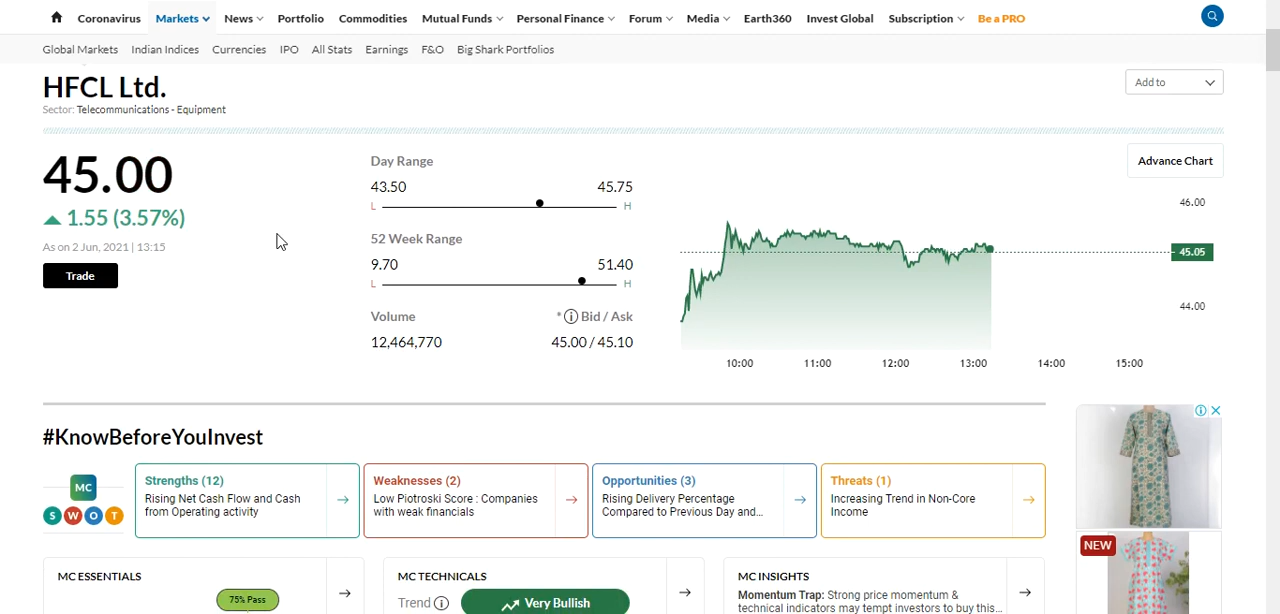 Coronavirus Markets News Portfolio Commodities Mutual Funds Personal Finance Forum Media Earth360 Invest Global Subscription Be a PRO
Global Markets Indian Indices Currencies IPO All Stats Earnings F&O Big Shark Portfolios
HFCL Ltd.
Add to
Sector: Telecommunications - Equipment
45.00
1.55 (3.57%)
As on 2 Jun, 2021 | 13:15
Trade
Day Range
43.50 45.75
L H
52 Week Range
9.70 51.40
L H
Volume * Bid / Ask
12,464,770 45.00 / 45.10
Advance Chart
46.00
45.05
44.00
10:00 11:00 12:00 13:00 14:00 15:00
#KnowBeforeYouInvest
MC
S W O T
Strengths (12)
Rising Net Cash Flow and Cash
from Operating activity
Weaknesses (2)
Low Piotroski Score : Companies
with weak financials
Opportunities (3)
Rising Delivery Percentage
Compared to Previous Day and...
Threats (1)
Increasing Trend in Non-Core
Income
MC ESSENTIALS
75% Pass
MC TECHNICALS
Trend Very Bullish
MC INSIGHTS
Momentum Trap: Strong price momentum &
technical indicators may tempt investors to buy this...
NEW